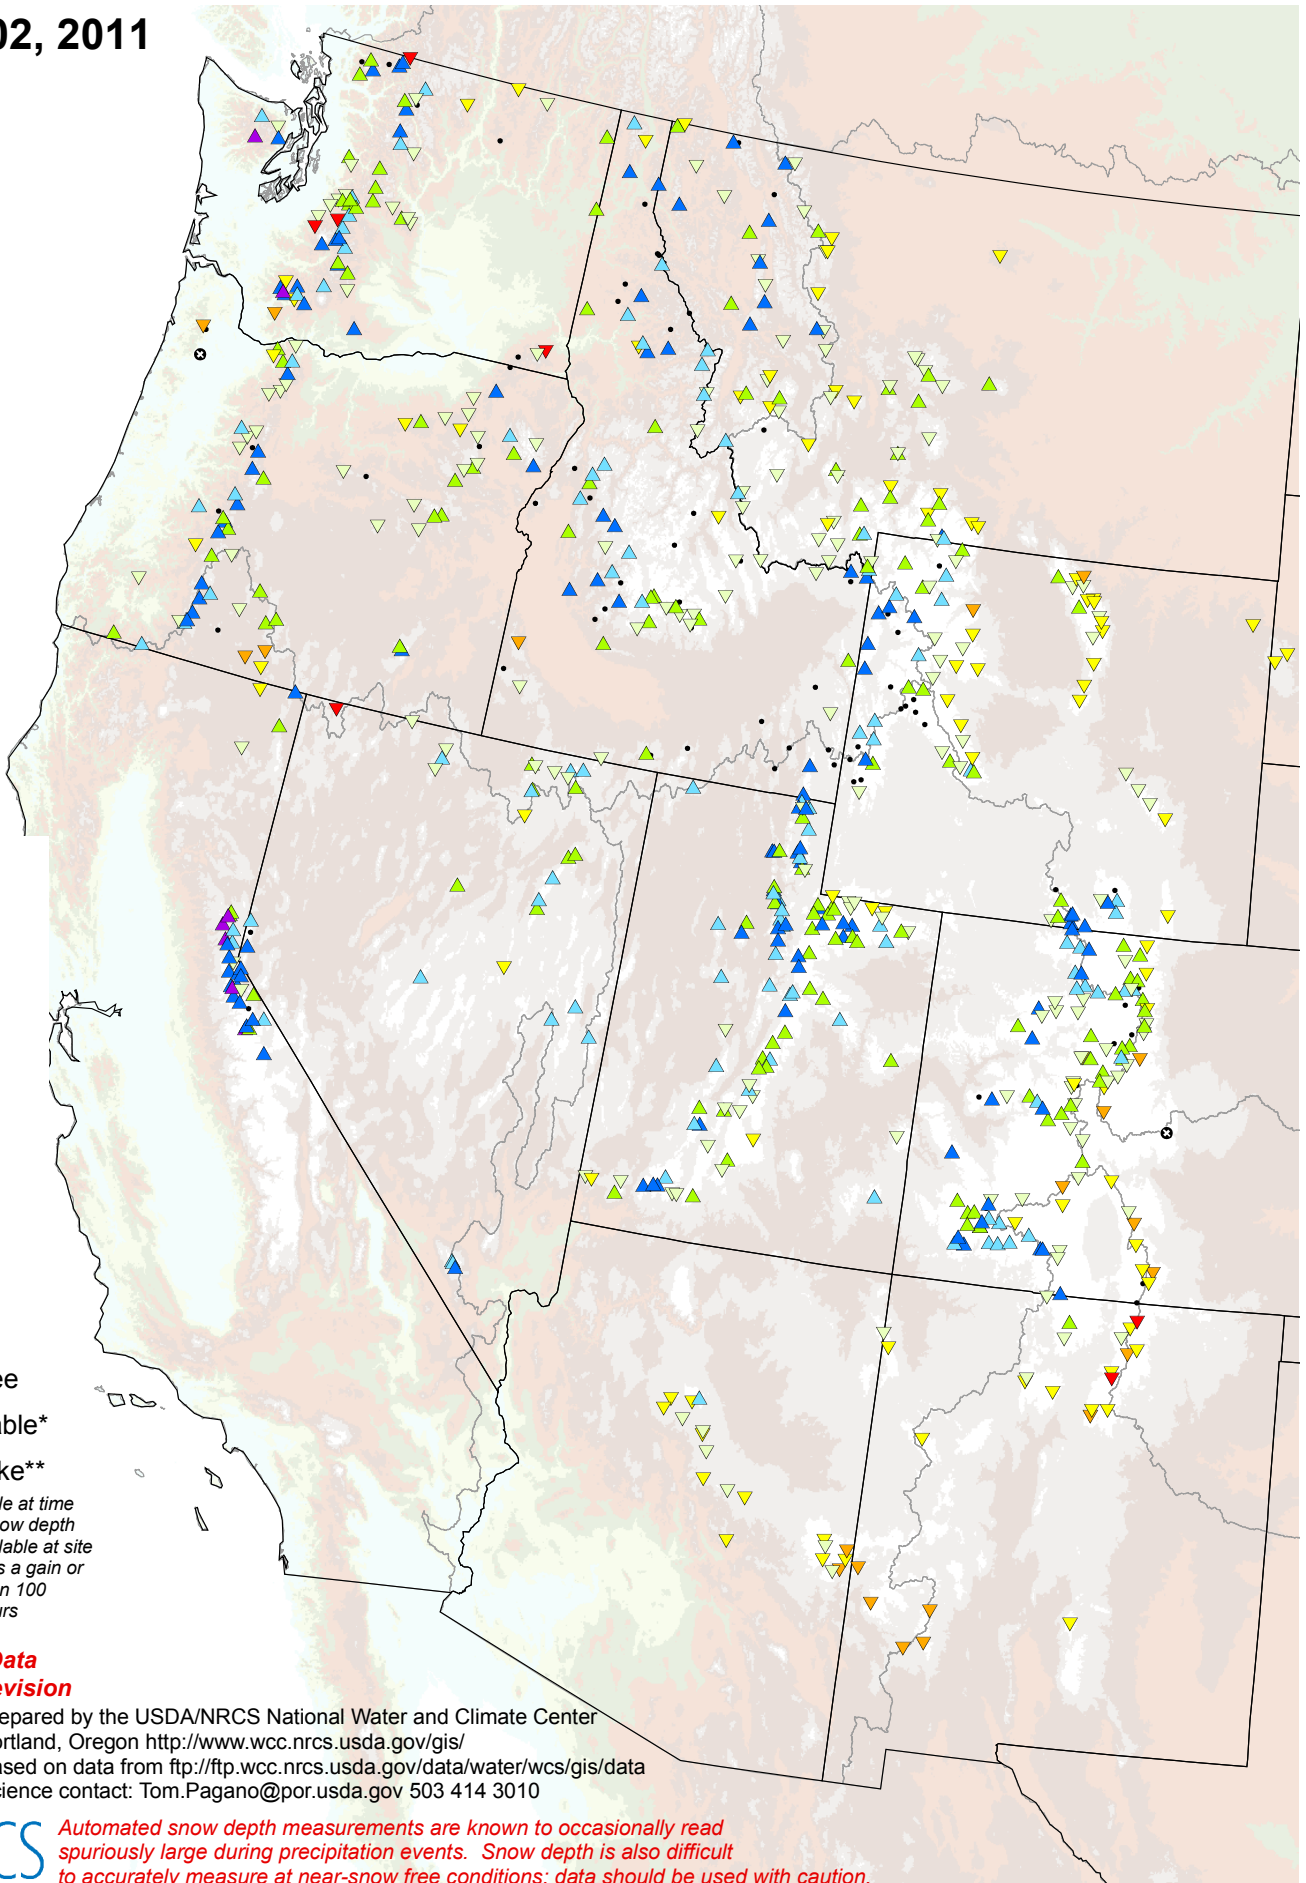 02, 2011
ee
able*
ke**
le at time
ow depth
ilable at site
s a gain or
n 100
urs
Data
evision
epared by the USDA/NRCS National Water and Climate Center
ortland, Oregon http://www.wcc.nrcs.usda.gov/gis/
ased on data from ftp://ftp.wcc.nrcs.usda.gov/data/water/wcs/gis/data
cience contact: Tom.Pagano@por.usda.gov 503 414 3010
CS
Automated snow depth measurements are known to occasionally read
spuriously large during precipitation events. Snow depth is also difficult
to accurately measure at near-snow free conditions; data should be used with caution.